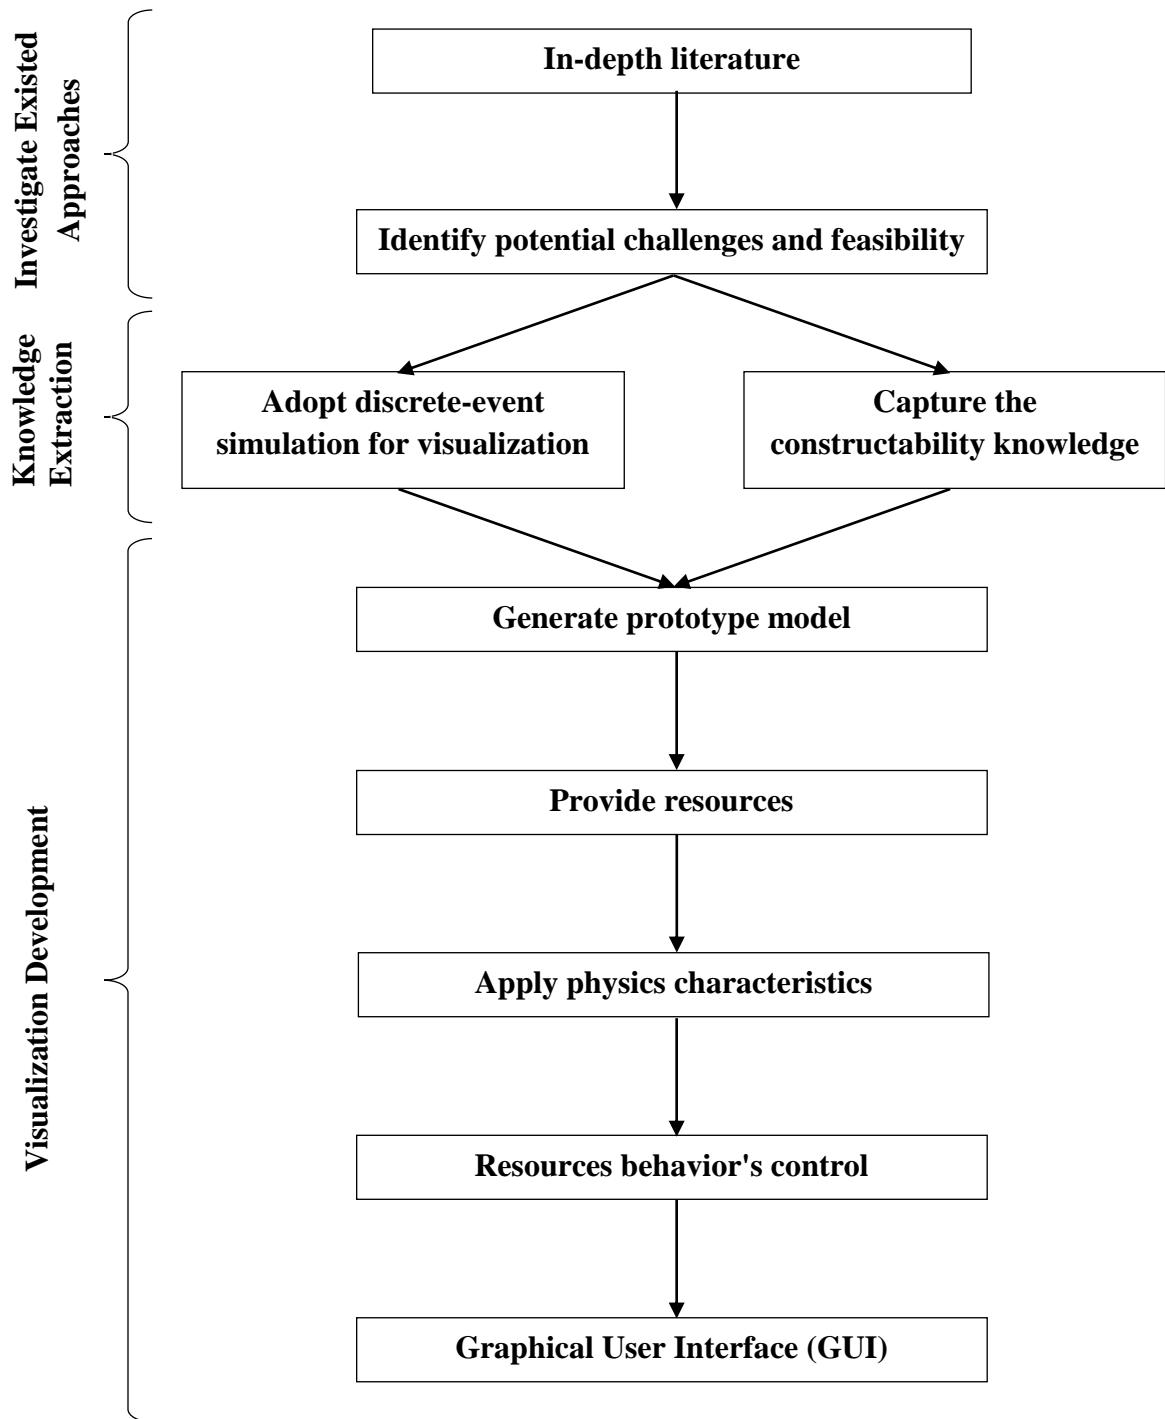 Investigate Existed
Approaches
In-depth literature
Identify potential challenges and feasibility
Knowledge
Extraction
Adopt discrete-event
simulation for visualization
Capture the
constructability knowledge
Visualization Development
Generate prototype model
Provide resources
Apply physics characteristics
Resources behavior's control
Graphical User Interface (GUI)